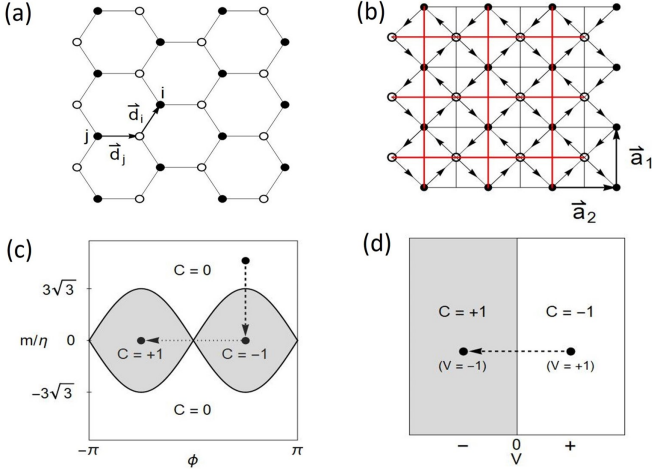 (a)
i
d⃗ᵢ
j
d⃗ⱼ
(b)
a⃗₁
a⃗₂
(c)
C = 0
3√3
m/η 0
C = +1 C = −1
−3√3
C = 0
−π π
ϕ
(d)
C = +1 C = −1
(V = −1) (V = +1)
− 0 +
V